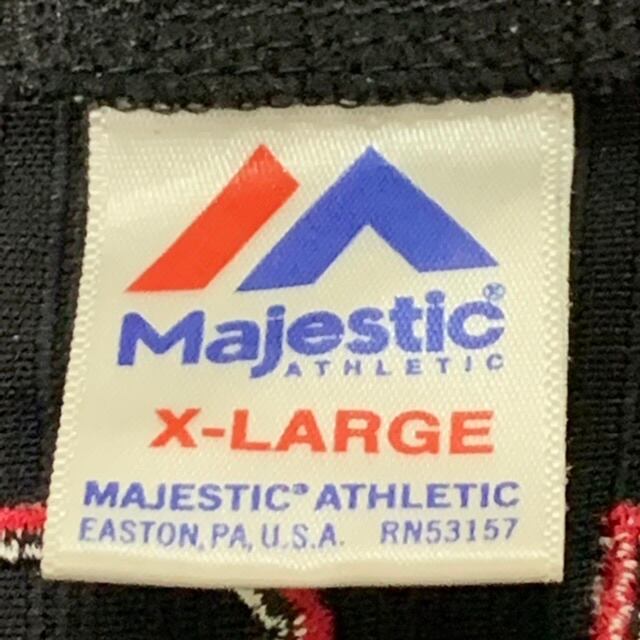 Majestic®
ATHLETIC
X-LARGE
MAJESTIC® ATHLETIC
EASTON, PA, U.S.A. RN53157